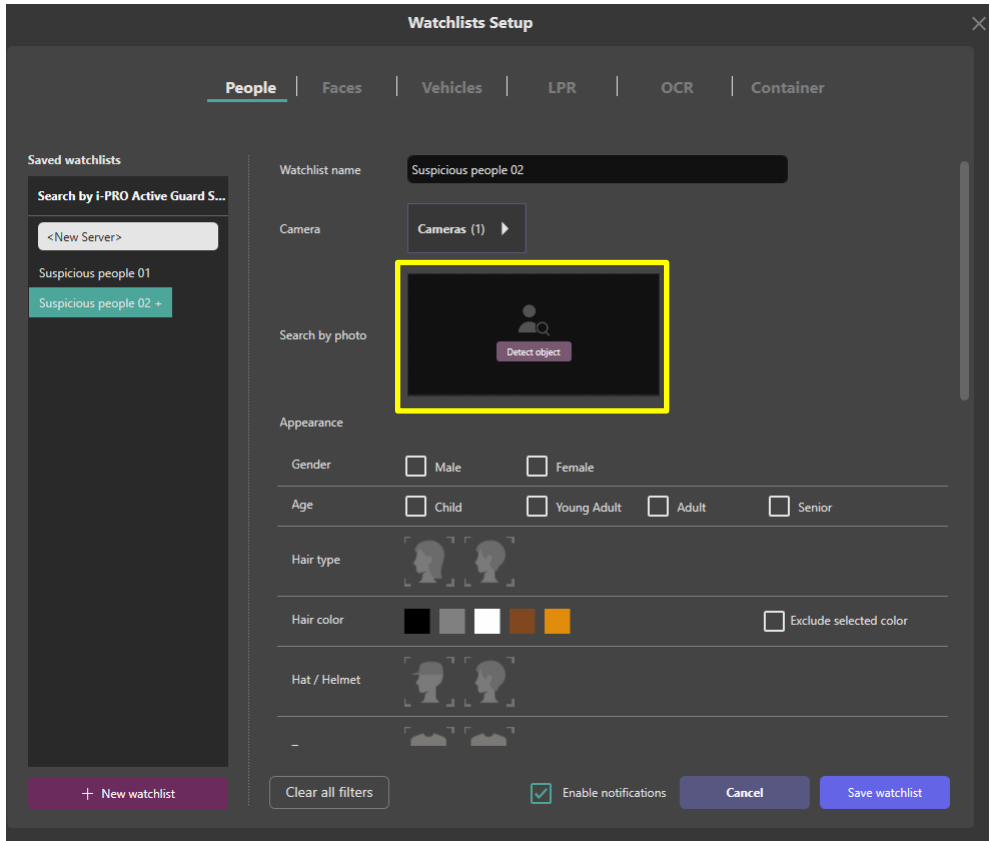 Watchlists Setup
People Faces Vehicles LPR OCR Container
Saved watchlists
Search by i-PRO Active Guard S...
<New Server>
Suspicious people 01
Suspicious people 02 +
+ New watchlist
Watchlist name Suspicious people 02
Camera Cameras (1)
Search by photo
Detect object
Appearance
Gender Male Female
Age Child Young Adult Adult Senior
Hair type
Hair color Exclude selected color
Hat / Helmet
Clear all filters Enable notifications Cancel Save watchlist